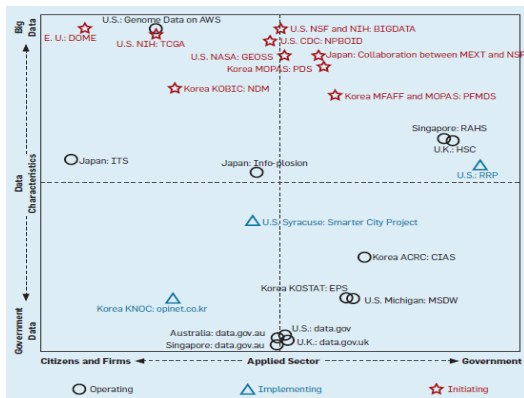 Big
Data
U.S.: Genome Data on AWS
E. U.: DOME
U.S. NIH: TCGA
U.S. NSF and NIH: BIGDATA
U.S. CDC: NPBOID
U.S. NASA: GEOSS
Japan: Collaboration between MEXT and NSF
Korea MOPAS: PDS
Korea KOBIC: NDM
Korea MFAFF and MOPAS: PFMDS
Singapore: RAHS
U.K.: HSC
Japan: ITS
Japan: Info-plosion
U.S.: RRP
Data
Characteristics
U.S. Syracuse: Smarter City Project
Korea ACRC: CIAS
Korea KOSTAT: EPS
Korea KNOC: opinet.co.kr
U.S. Michigan: MSDW
Government
Data
Australia: data.gov.au
U.S.: data.gov
Singapore: data.gov.au
U.K.: data.gov.uk
Citizens and Firms
Applied Sector
Government
Operating
Implementing
Initiating